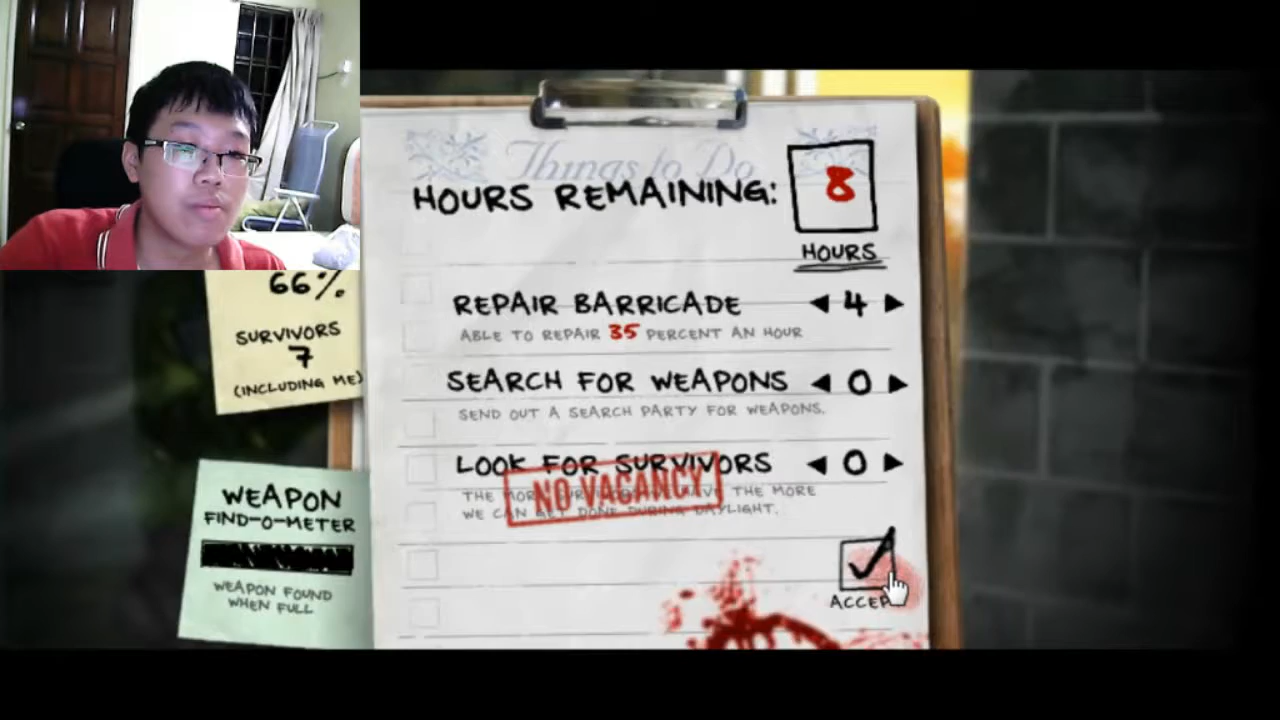 Things to Do
HOURS REMAINING: 8
HOURS
66%
REPAIR BARRICADE 4
ABLE TO REPAIR 35 PERCENT AN HOUR
SURVIVORS
7
(INCLUDING ME)
SEARCH FOR WEAPONS 0
SEND OUT A SEARCH PARTY FOR WEAPONS.
LOOK FOR SURVIVORS 0
NO VACANCY
THE MORE HAVE THE MORE
WE CAN GET DONE DURING DAYLIGHT.
WEAPON
FIND-O-METER
WEAPON FOUND
WHEN FULL
ACCEP